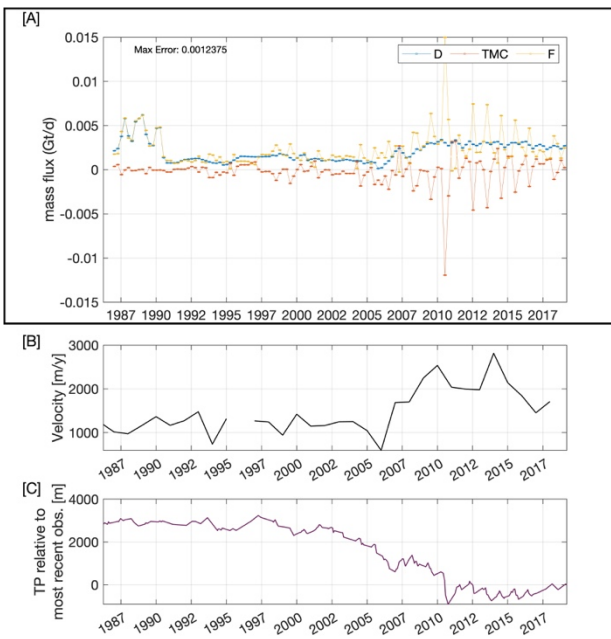 [A]
0.015
Max Error: 0.0012375
D TMC F
0.01
0.005
0
-0.005
-0.01
-0.015
mass flux (Gt/d)
1987 1990 1992 1995 1997 2000 2002 2005 2007 2010 2012 2015 2017
[B]
3000
2000
1000
Velocity [m/y]
1987 1990 1992 1995 1997 2000 2002 2005 2007 2010 2012 2015 2017
[C]
4000
2000
0
TP relative to
most recent obs. [m]
1987 1990 1992 1995 1997 2000 2002 2005 2007 2010 2012 2015 2017